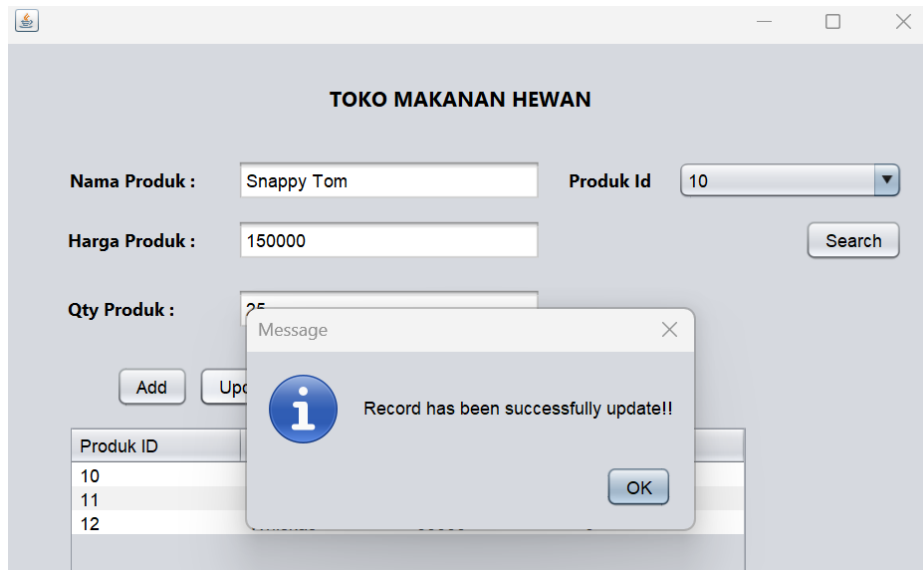 TOKO MAKANAN HEWAN
Nama Produk : Snappy Tom Produk Id 10
Harga Produk : 150000 Search
Qty Produk :
Message
Add
Record has been successfully update!!
Produk ID
OK
10
11
12